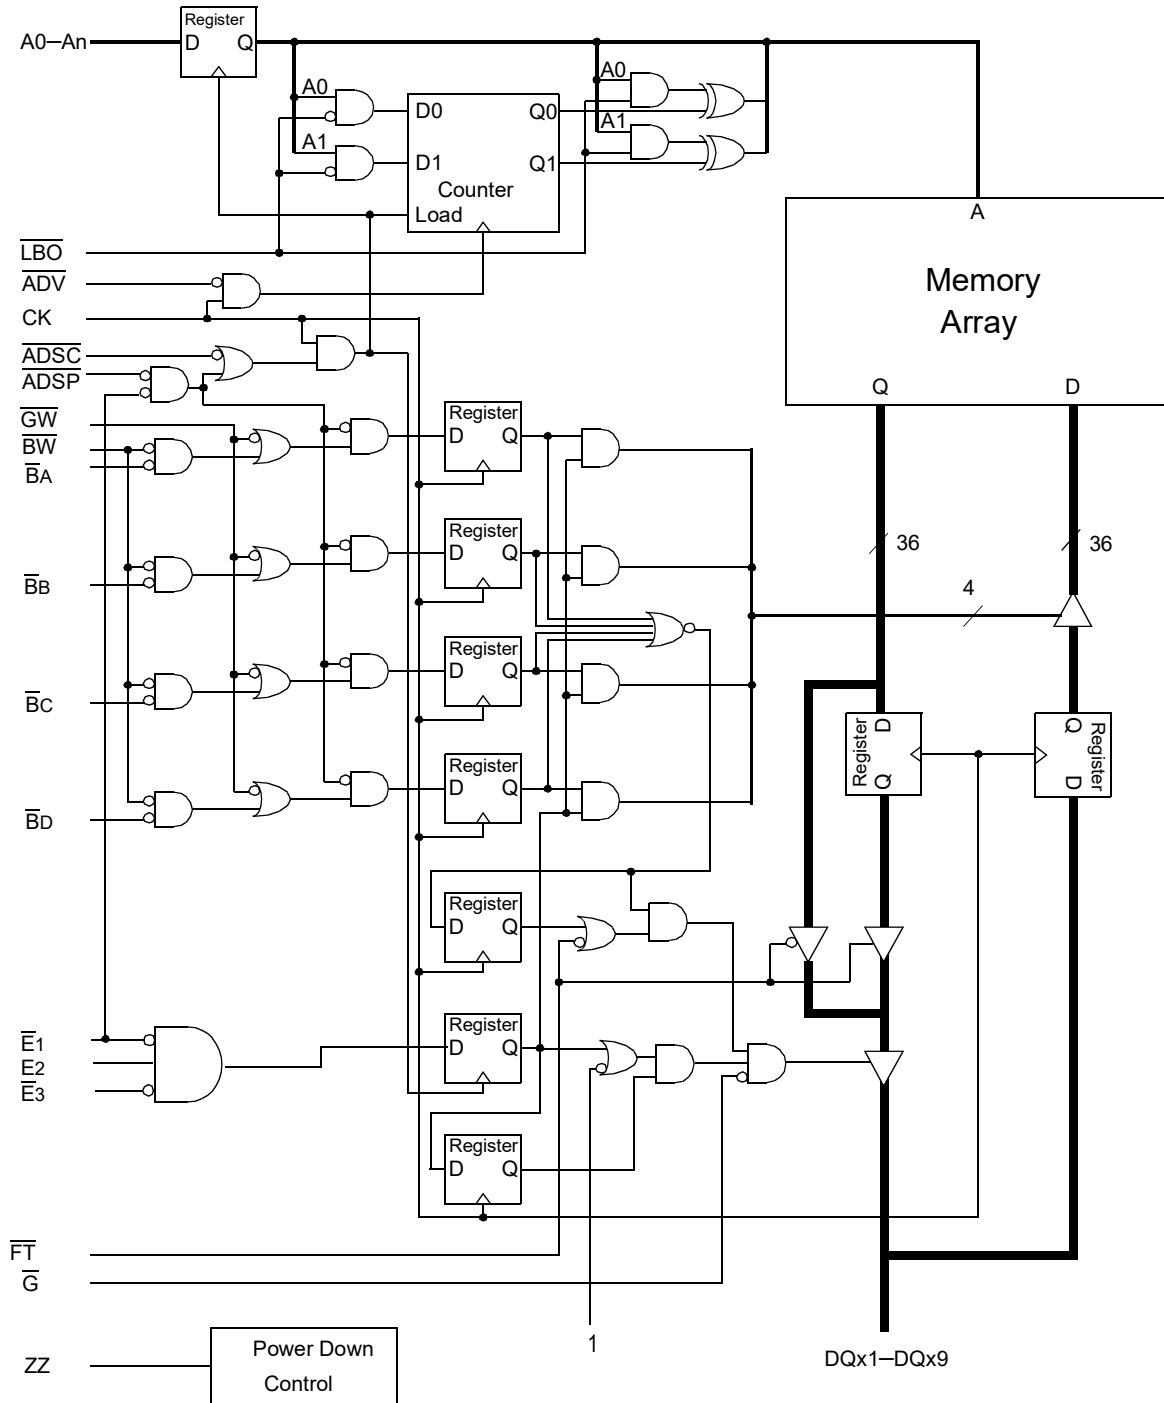 Register
A0–An
D Q
A0
A0
D0
Q0
A1
A1
D1
Q1
Counter
Load
A
LBO
ADV
Memory
CK
Array
ADSC
ADSP
Q D
GW
Register
BW
D Q
BA
Register
36
36
D Q
BB
4
Register
D Q
BC
D
Register
Q
Q
Register
D
Register
D Q
BD
Register
D Q
Register
E1
D Q
E2
E3
Register
D Q
FT
G
1
Power Down
DQx1–DQx9
ZZ
Control